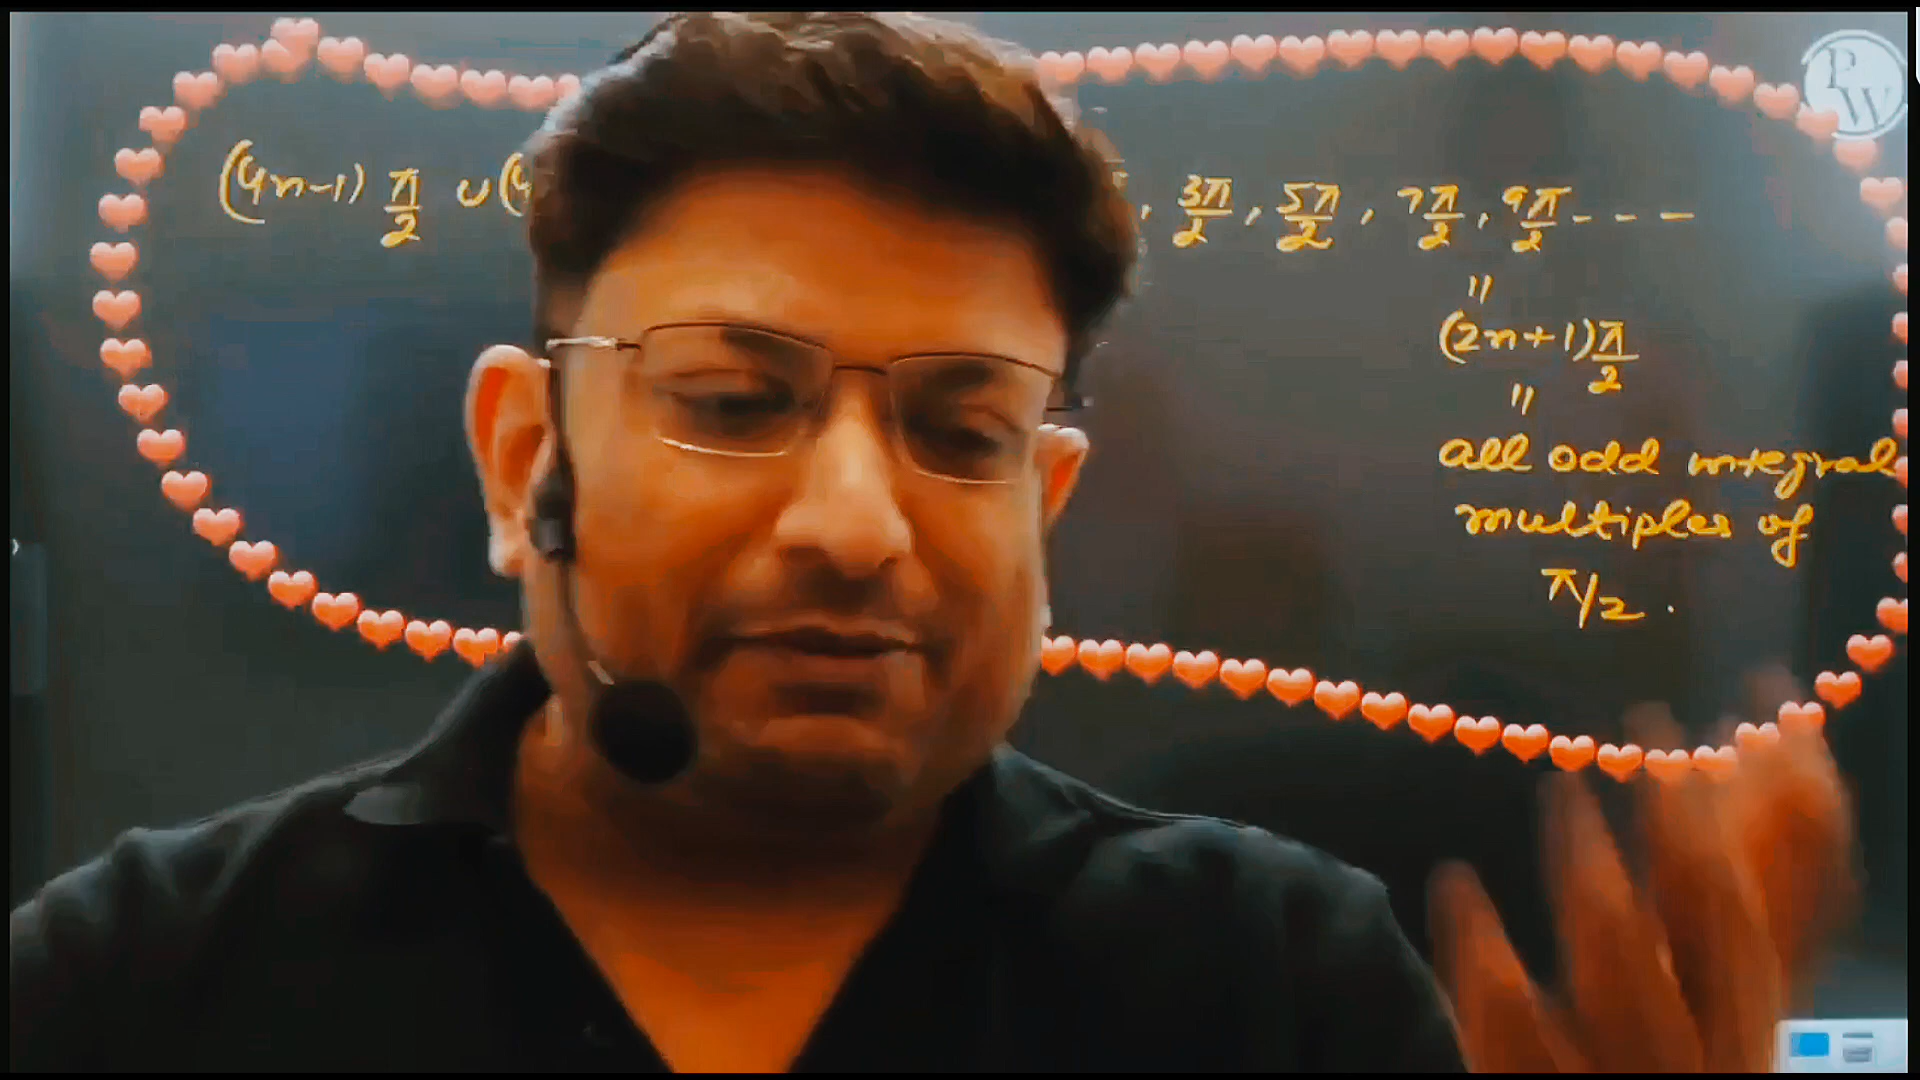 PW
(4n-1) π/2 ∪ (4
, 3π/2, 5π/2, 7π/2, 9π/2 - - -
"
(2n+1) π/2
"
all odd integral
multiples of
π/2 .